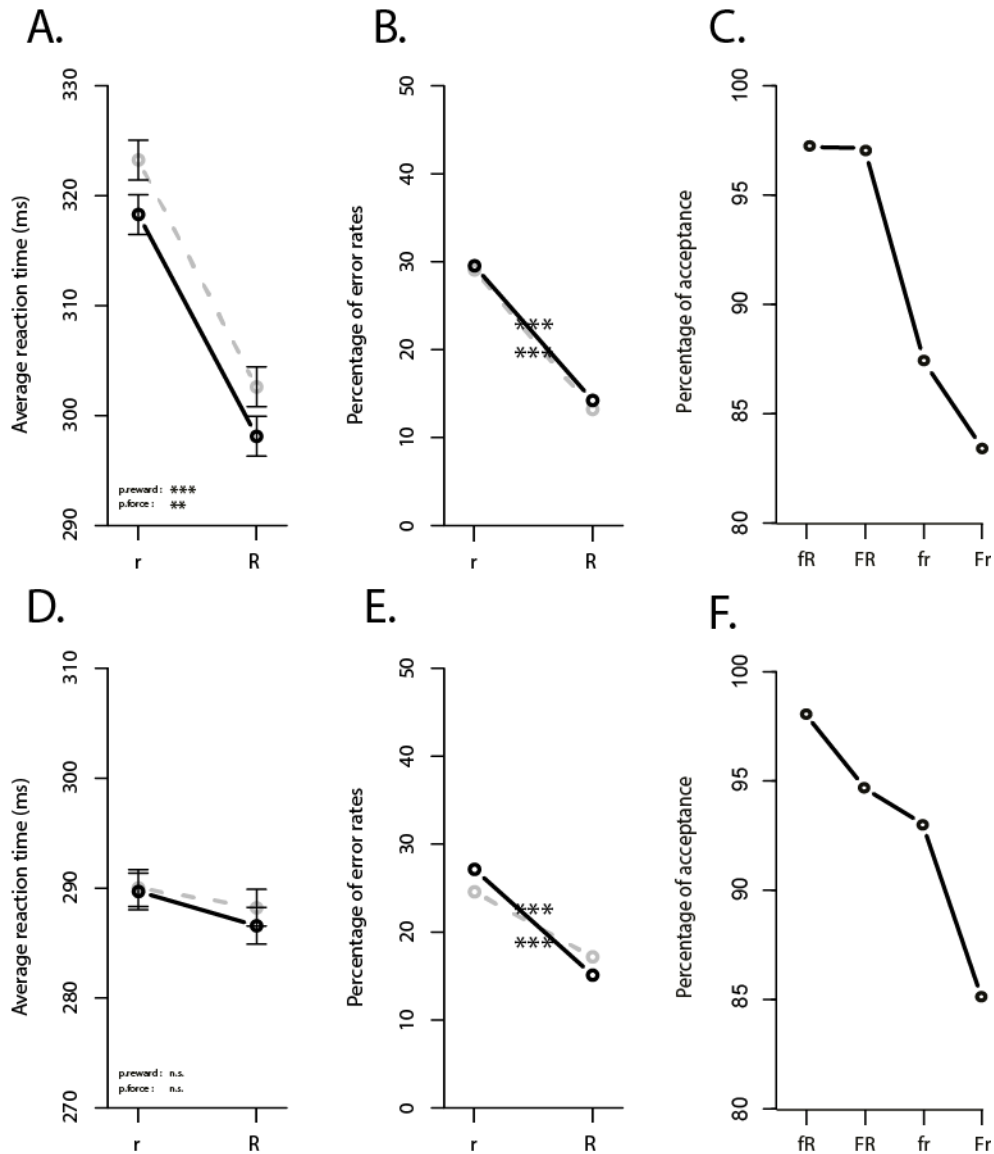 A.
Average reaction time (ms)
330
320
310
300
290
p.reward : ***
p.force : **
r
R
B.
Percentage of error rates
50
40
30
20
10
0
***
***
r
R
C.
Percentage of acceptance
100
95
90
85
80
fR
FR
fr
Fr
D.
Average reaction time (ms)
310
300
290
280
270
p.reward : n.s.
p.force : n.s.
r
R
E.
Percentage of error rates
50
40
30
20
10
0
***
***
r
R
F.
Percentage of acceptance
100
95
90
85
80
fR
FR
fr
Fr